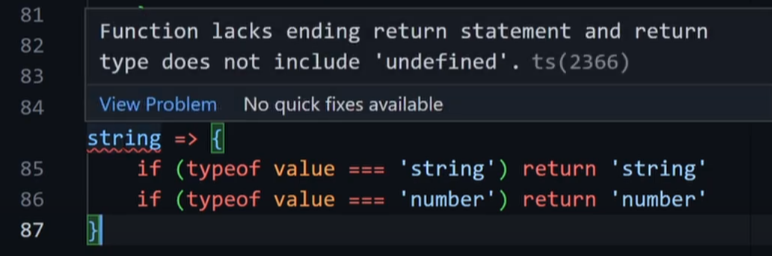 81
Function lacks ending return statement and return
82
type does not include 'undefined'. ts(2366)
83
84
View Problem No quick fixes available
string => {
85 if (typeof value === 'string') return 'string'
86 if (typeof value === 'number') return 'number'
87 }